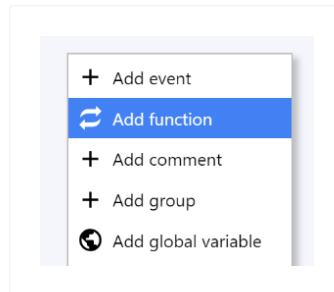 Add event
Add function
Add comment
Add group
Add global variable